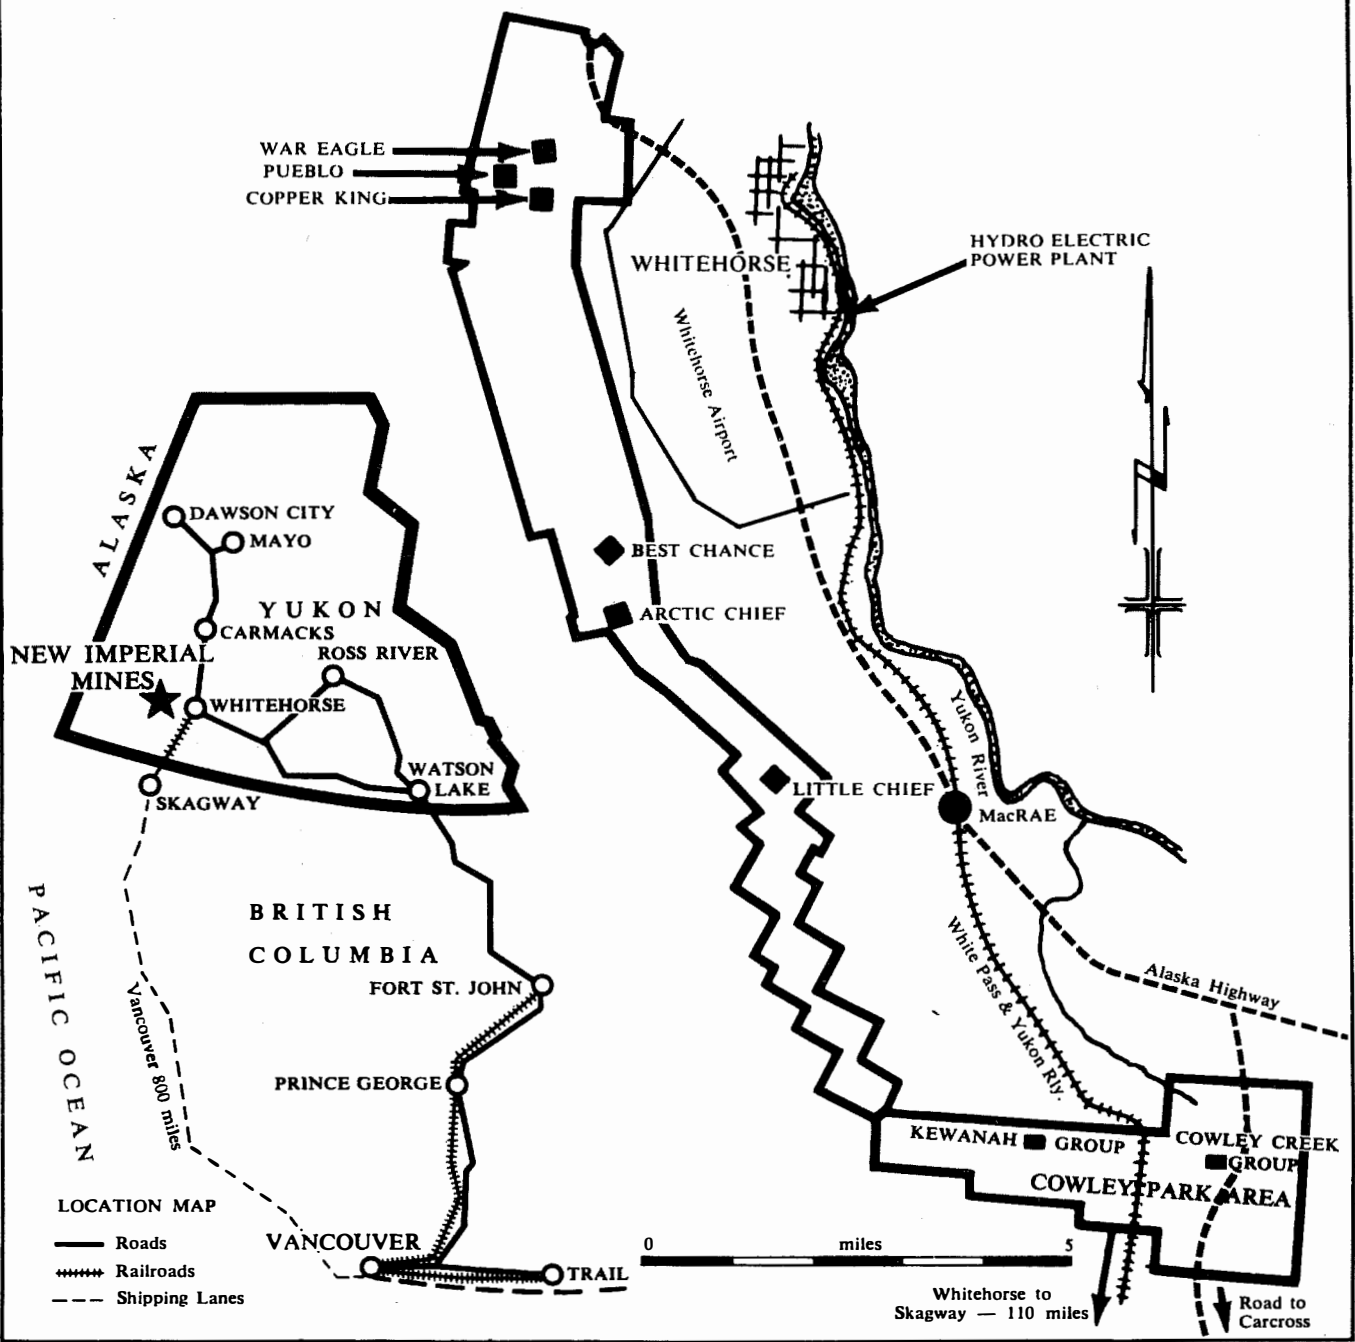 WAR EAGLE
PUEBLO
COPPER KING
HYDRO ELECTRIC
POWER PLANT
WHITEHORSE
Whitehorse Airport
ALASKA
DAWSON CITY
MAYO
BEST CHANCE
YUKON
ARCTIC CHIEF
CARMACKS
NEW IMPERIAL
MINES
ROSS RIVER
WHITEHORSE
Yukon River
WATSON
LAKE
SKAGWAY
LITTLE CHIEF
MacRAE
PACIFIC OCEAN
BRITISH
COLUMBIA
FORT ST. JOHN
White Pass & Yukon Rly.
Alaska Highway
Vancouver 800 miles
PRINCE GEORGE
KEWANAH GROUP
COWLEY CREEK
GROUP
COWLEY PARK AREA
LOCATION MAP
Roads
Railroads
Shipping Lanes
VANCOUVER
TRAIL
0 miles 5
Whitehorse to
Skagway — 110 miles
Road to
Carcross